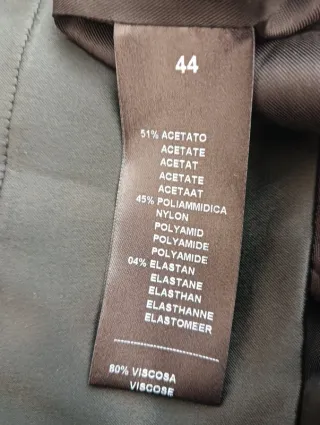 44
51% ACETATO
ACETATE
ACETAT
ACETATE
ACETAAT
45% POLIAMMIDICA
NYLON
POLYAMID
POLYAMIDE
POLYAMIDE
04% ELASTAN
ELASTANE
ELASTHAN
ELASTHANNE
ELASTOMEER
60% VISCOSA
VISCOSE